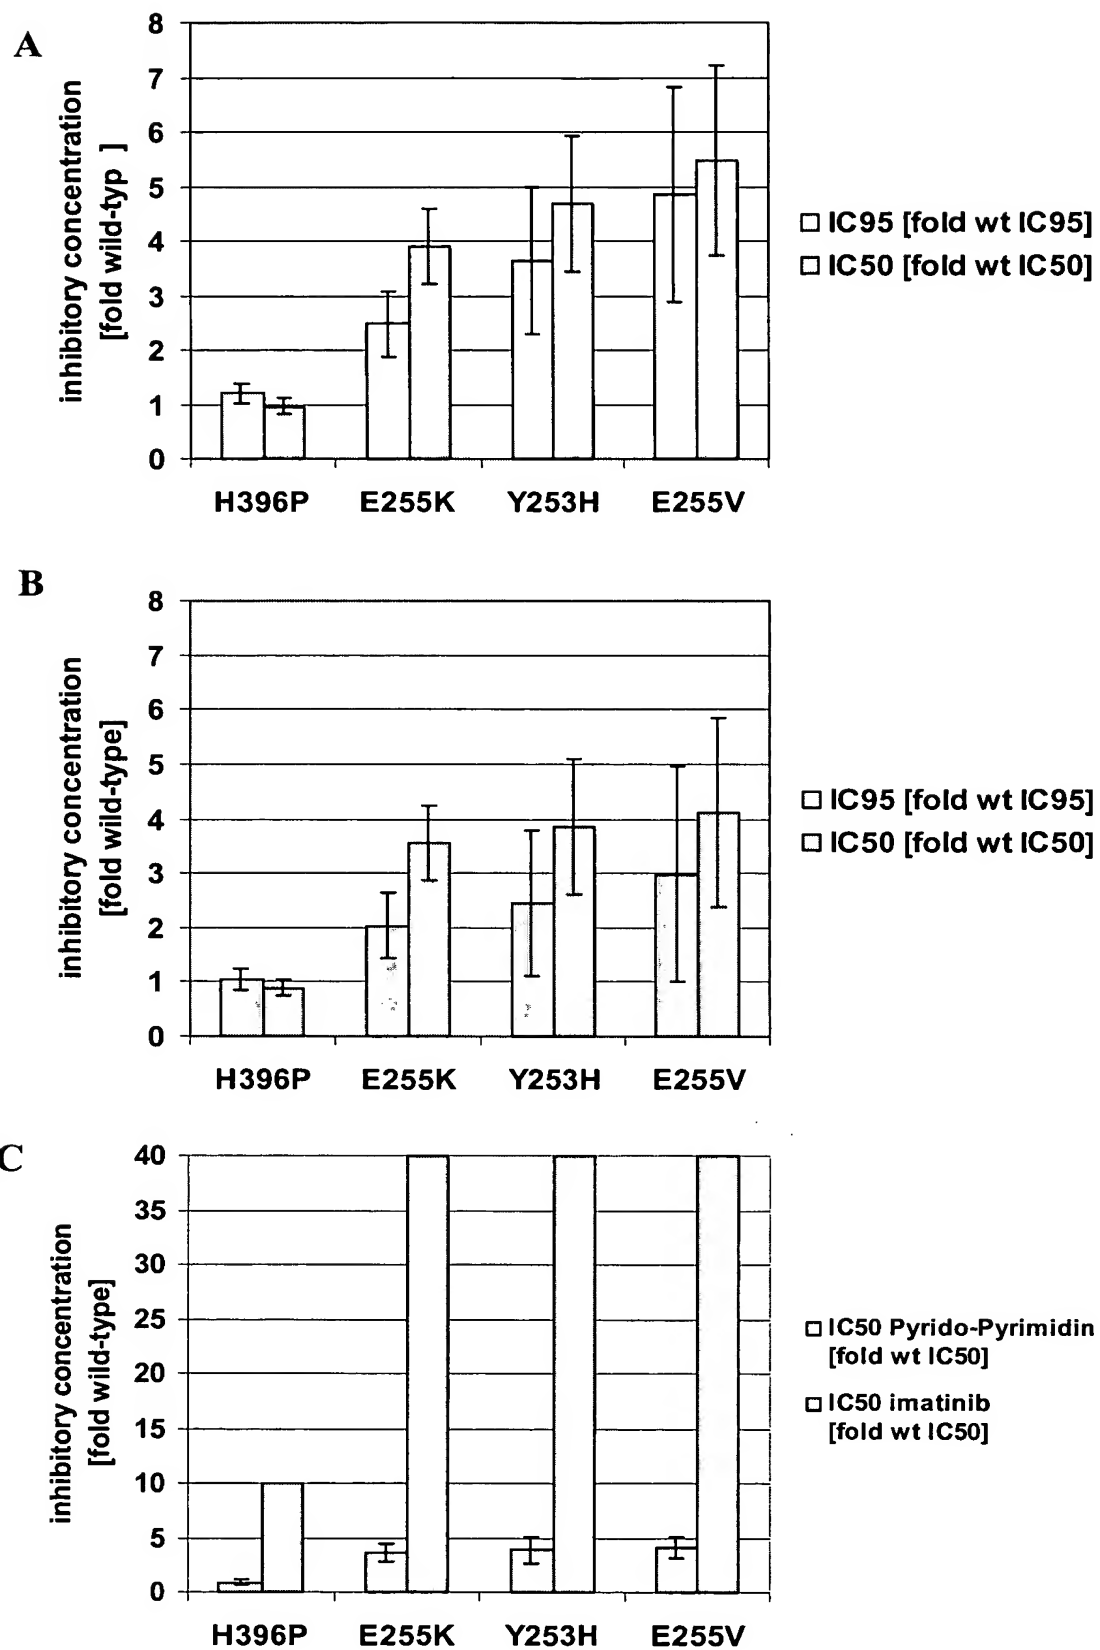 A
8
7
6
5
4
3
2
1
0
inhibitory concentration
[fold wild-typ ]
H396P E255K Y253H E255V
IC95 [fold wt IC95]
IC50 [fold wt IC50]
B
8
7
6
5
4
3
2
1
0
inhibitory concentration
[fold wild-type]
H396P E255K Y253H E255V
IC95 [fold wt IC95]
IC50 [fold wt IC50]
C
40
35
30
25
20
15
10
5
0
inhibitory concentration
[fold wild-type]
H396P E255K Y253H E255V
IC50 Pyrido-Pyrimidin
[fold wt IC50]
IC50 imatinib
[fold wt IC50]